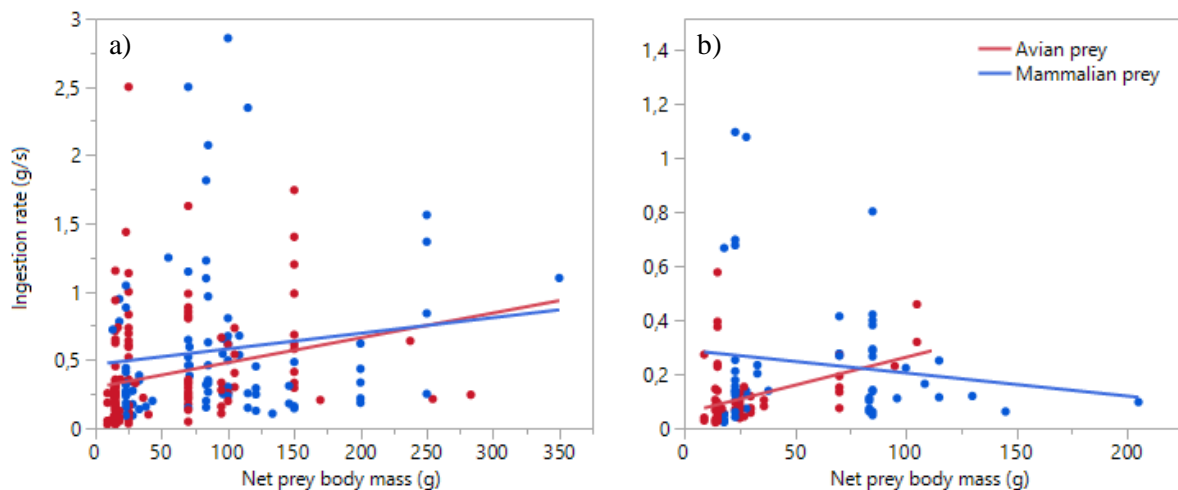 a)
3
2,5
2
1,5
1
0,5
0
0 50 100 150 200 250 300 350
Net prey body mass (g)
Ingestion rate (g/s)
b)
Avian prey
Mammalian prey
1,4
1,2
1
0,8
0,6
0,4
0,2
0
0 50 100 150 200
Net prey body mass (g)